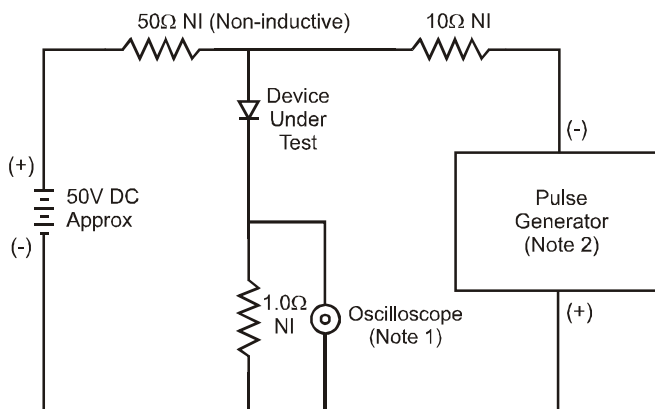 50Ω NI (Non-inductive)
10Ω NI
Device
Under
Test
(-)
(+)
50V DC
Approx
(-)
Pulse
Generator
(Note 2)
1.0Ω
NI
Oscilloscope
(Note 1)
(+)